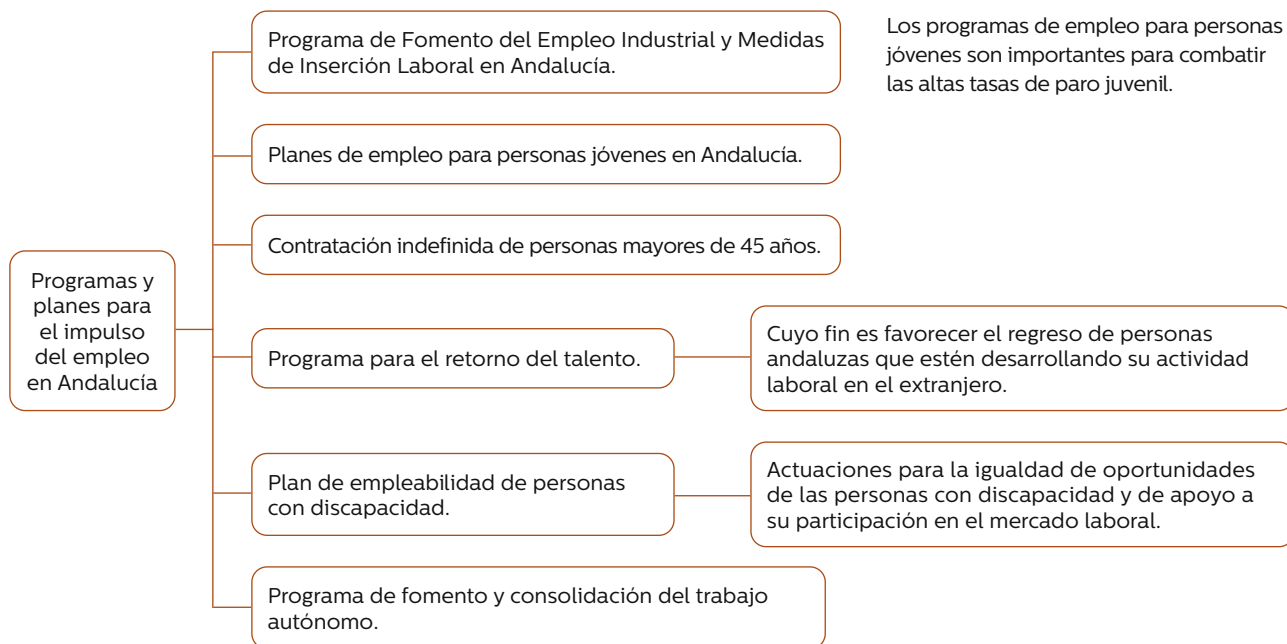 Programa de Fomento del Empleo Industrial y Medidas
de Inserción Laboral en Andalucía.
Los programas de empleo para personas
jóvenes son importantes para combatir
las altas tasas de paro juvenil.
Planes de empleo para personas jóvenes en Andalucía.
Contratación indefinida de personas mayores de 45 años.
Programas y
planes para
el impulso
del empleo
en Andalucía
Programa para el retorno del talento.
Cuyo fin es favorecer el regreso de personas
andaluzas que estén desarrollando su actividad
laboral en el extranjero.
Plan de empleabilidad de personas
con discapacidad.
Actuaciones para la igualdad de oportunidades
de las personas con discapacidad y de apoyo a
su participación en el mercado laboral.
Programa de fomento y consolidación del trabajo
autónomo.